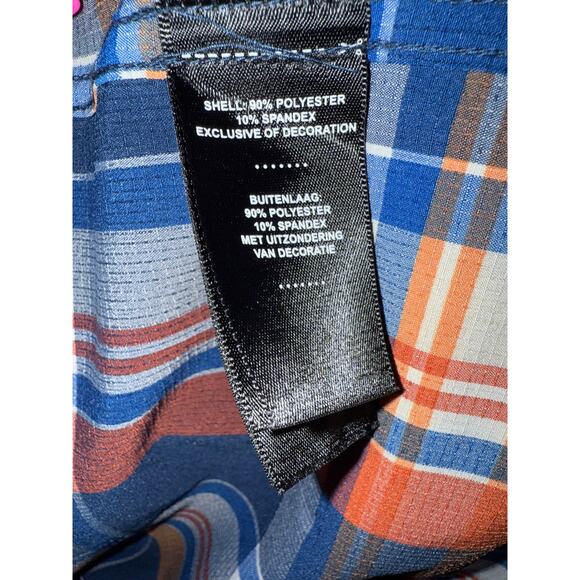 SHELL: 90% POLYESTER
10% SPANDEX
EXCLUSIVE OF DECORATION
.......
BUITENLAAG:
90% POLYESTER
10% SPANDEX
MET UITZONDERING
VAN DECORATIE
.......